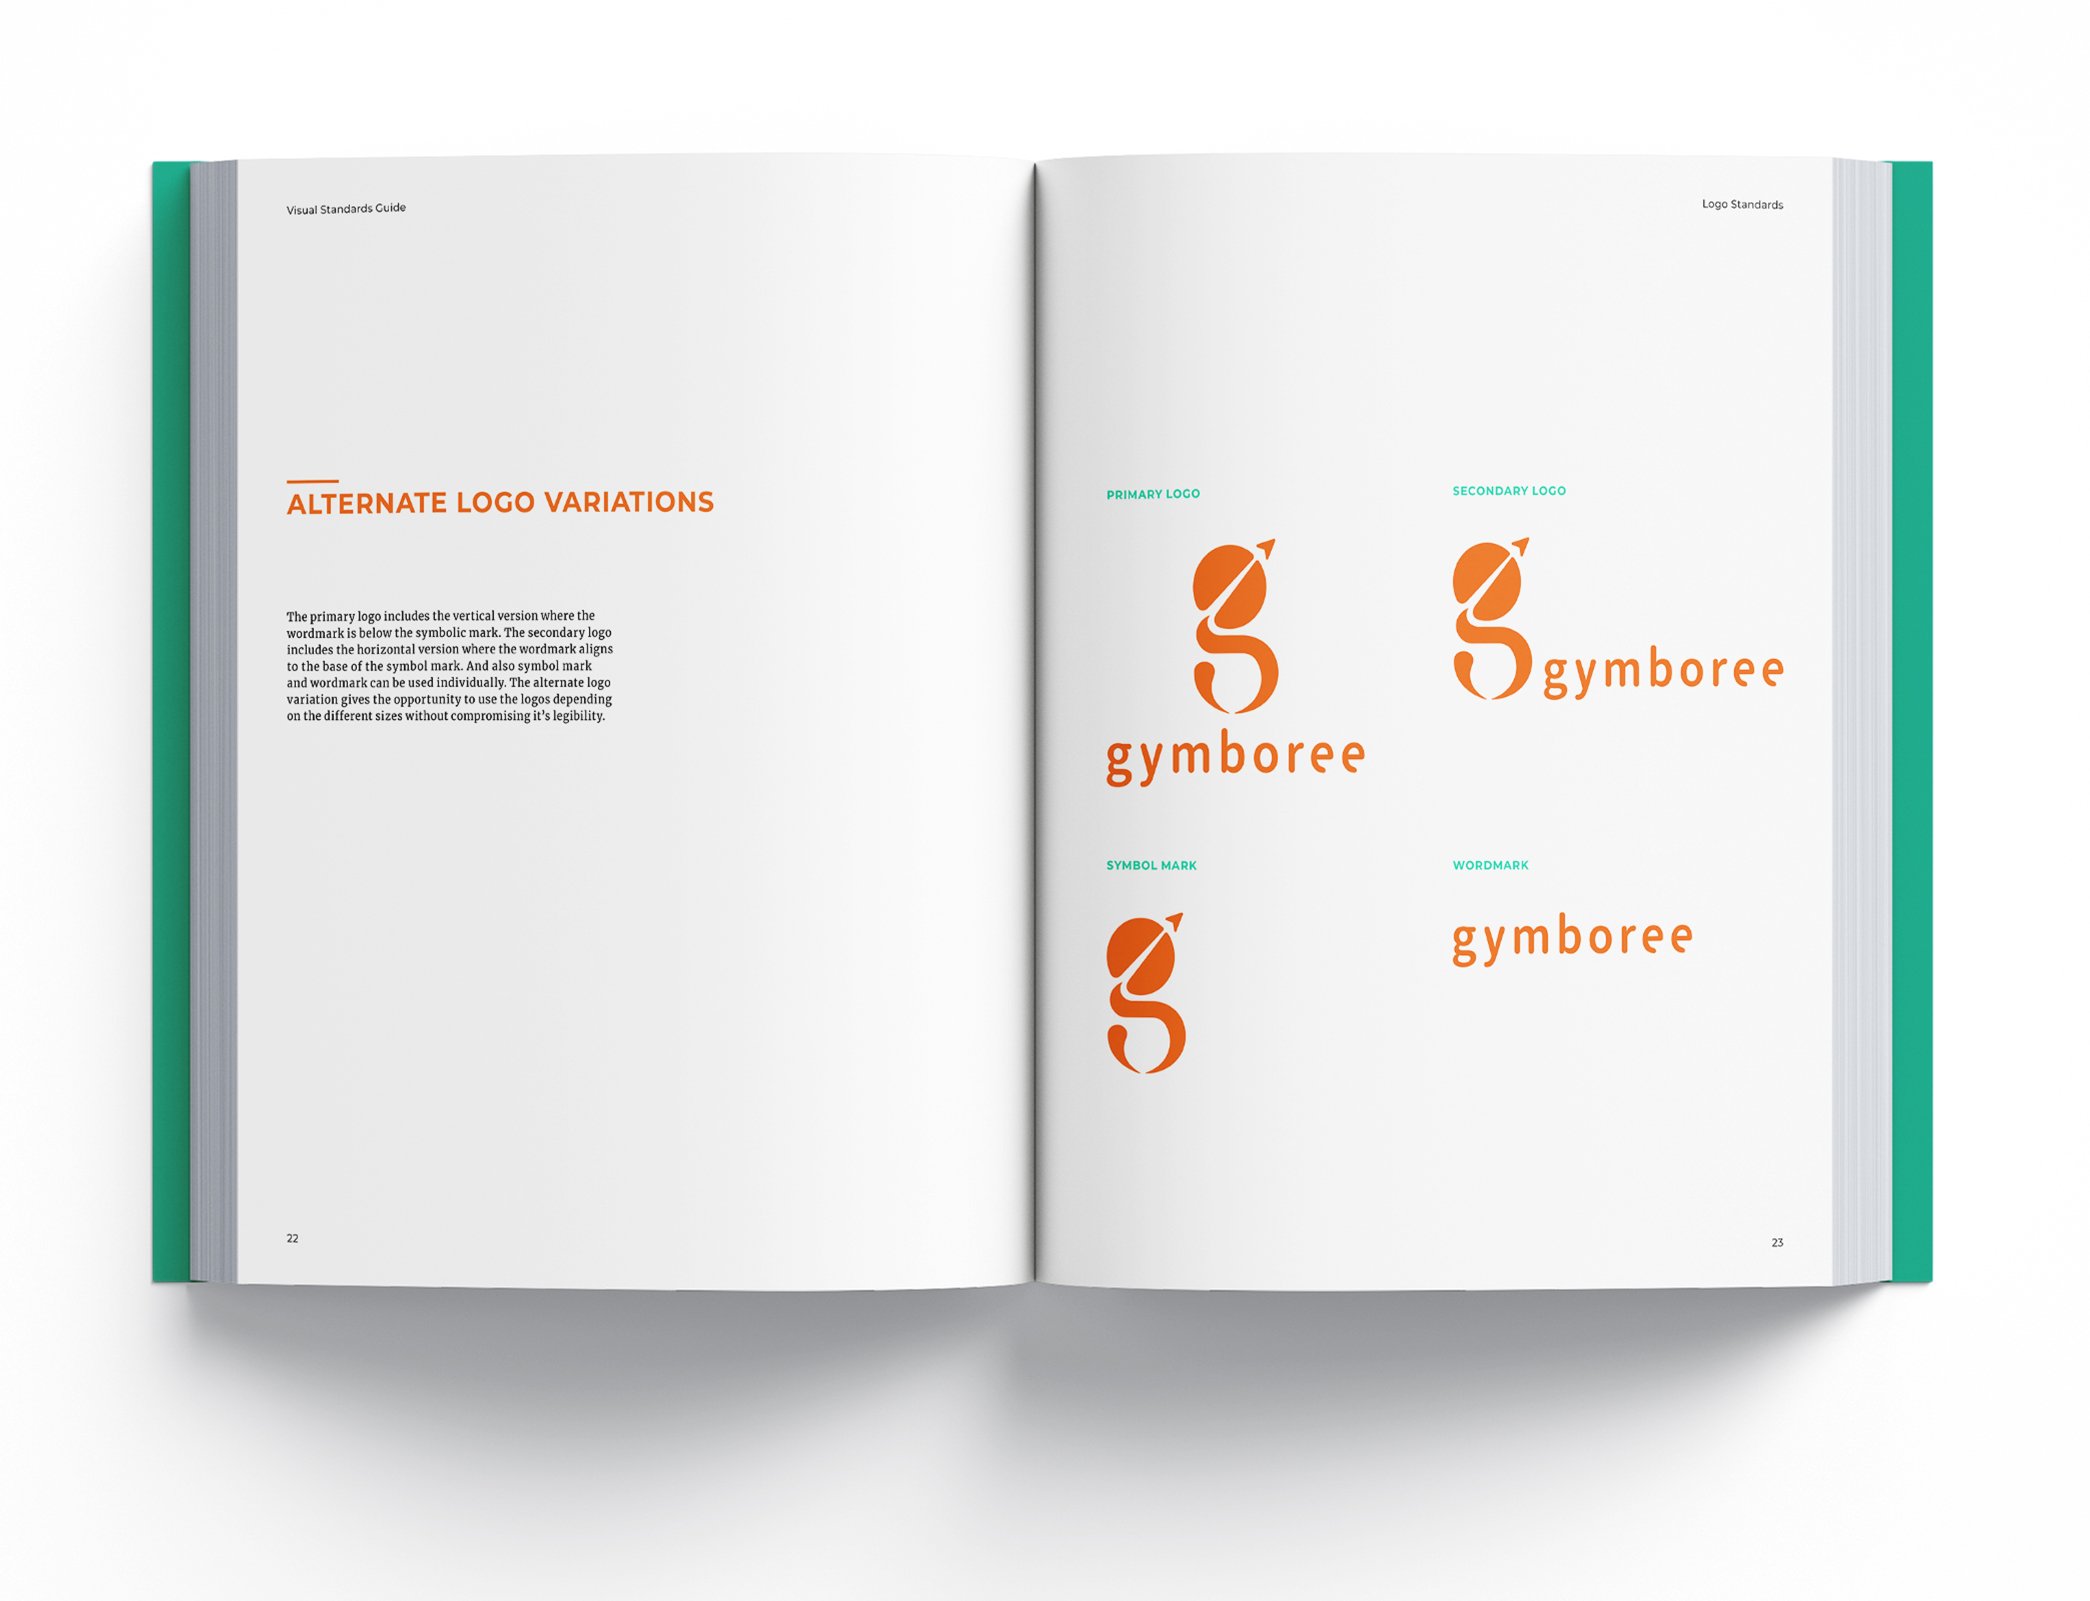 Visual Standards Guide
ALTERNATE LOGO VARIATIONS
The primary logo includes the vertical version where the
wordmark is below the symbolic mark. The secondary logo
includes the horizontal version where the wordmark aligns
to the base of the symbol mark. And also symbol mark
and wordmark can be used individually. The alternate logo
variation gives the opportunity to use the logos depending
on the different sizes without compromising it's legibility.
22
Logo Standards
PRIMARY LOGO
g
gymboree
SECONDARY LOGO
g gymboree
SYMBOL MARK
g
WORDMARK
gymboree
23